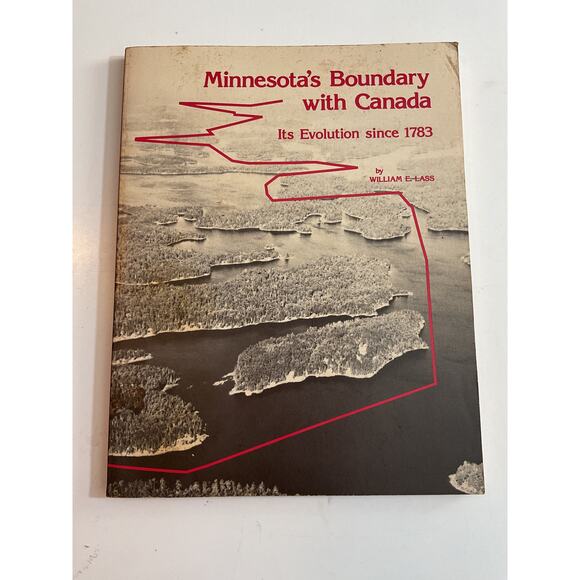 Minnesota's Boundary
with Canada
Its Evolution since 1783
by
WILLIAM E. LASS